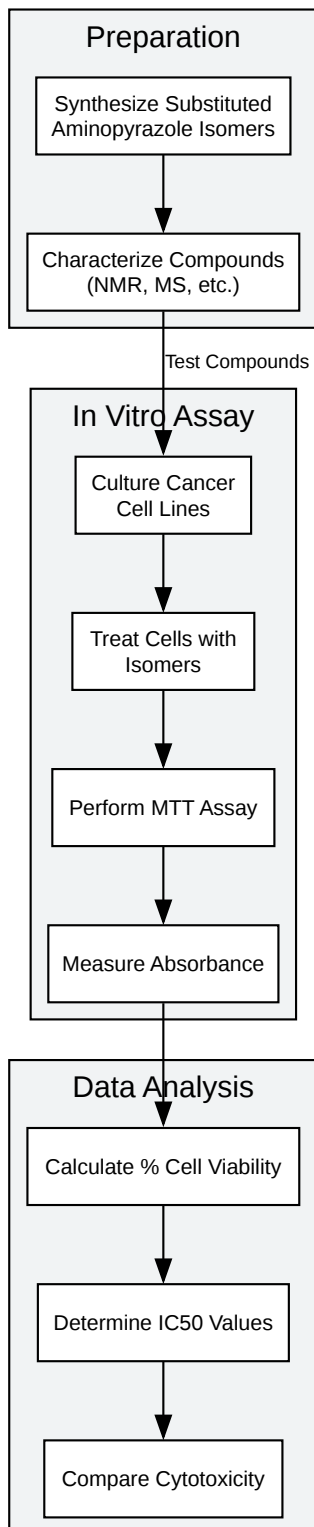 Preparation
Synthesize Substituted
Aminopyrazole Isomers
Characterize Compounds
(NMR, MS, etc.)
Test Compounds
In Vitro Assay
Culture Cancer
Cell Lines
Treat Cells with
Isomers
Perform MTT Assay
Measure Absorbance
Data Analysis
Calculate % Cell Viability
Determine IC50 Values
Compare Cytotoxicity